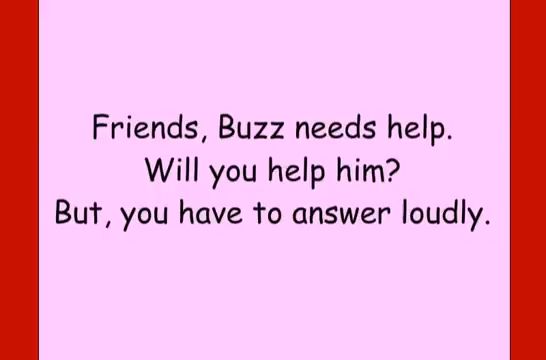 Friends, Buzz needs help.
Will you help him?
But, you have to answer loudly.